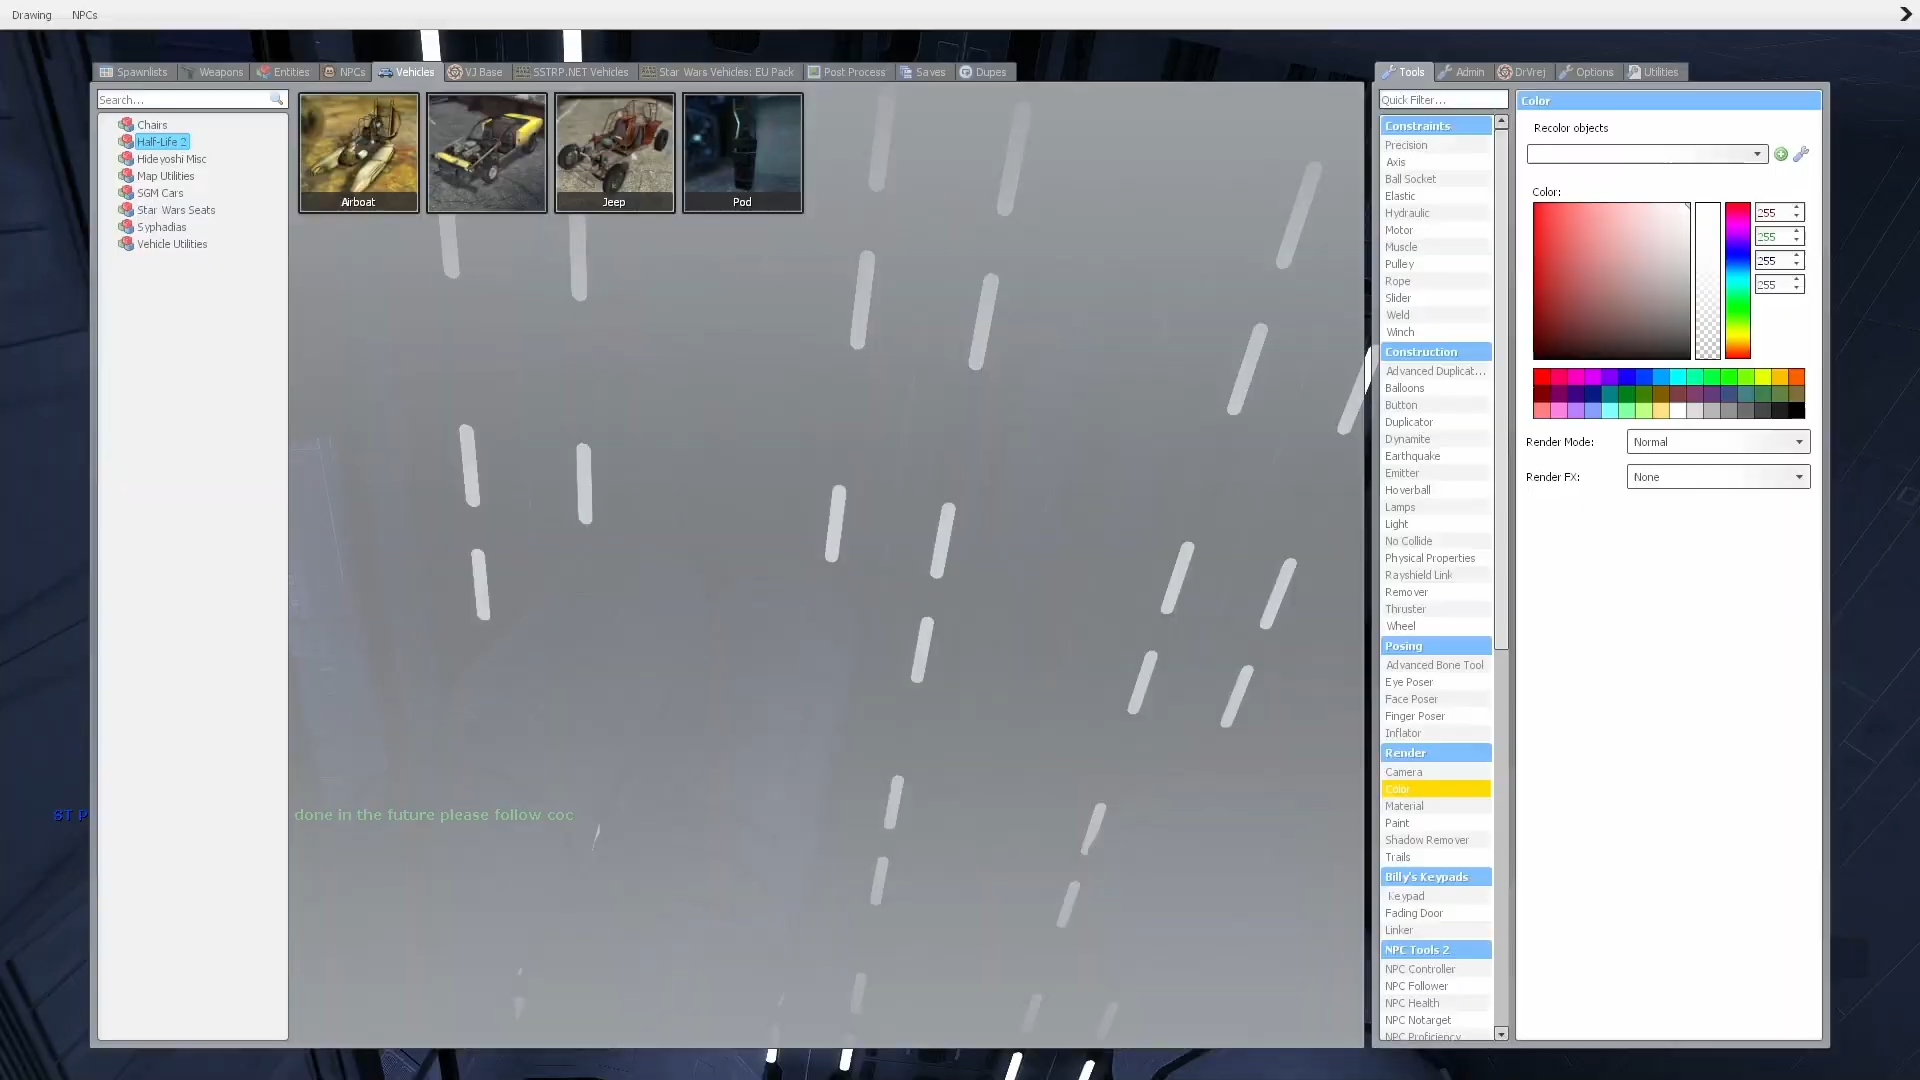 Drawing NPCs
Spawnlists Weapons Entities NPCs Vehicles VJ Base SSTRP.NET Vehicles Star Wars Vehicles: EU Pack Post Process Saves Dupes
Search...
Chairs
Half-Life 2
Hideyoshi Misc
Map Utilities
SGM Cars
Star Wars Seats
Syphadias
Vehicle Utilities
Airboat
Jeep
Pod
ST P
done in the future please follow coc
Tools Admin DrVrej Options Utilities
Quick Filter...
Constraints
Precision
Axis
Ball Socket
Elastic
Hydraulic
Motor
Muscle
Pulley
Rope
Slider
Weld
Winch
Construction
Advanced Duplicat...
Balloons
Button
Duplicator
Dynamite
Earthquake
Emitter
Hoverball
Lamps
Light
No Collide
Physical Properties
Rayshield Link
Remover
Thruster
Wheel
Posing
Advanced Bone Tool
Eye Poser
Face Poser
Finger Poser
Inflator
Render
Camera
Color
Material
Paint
Shadow Remover
Trails
Billy's Keypads
Keypad
Fading Door
Linker
NPC Tools 2
NPC Controller
NPC Follower
NPC Health
NPC Notarget
NPC Proficiency
Color
Recolor objects
Color:
255
255
255
255
Render Mode: Normal
Render FX: None